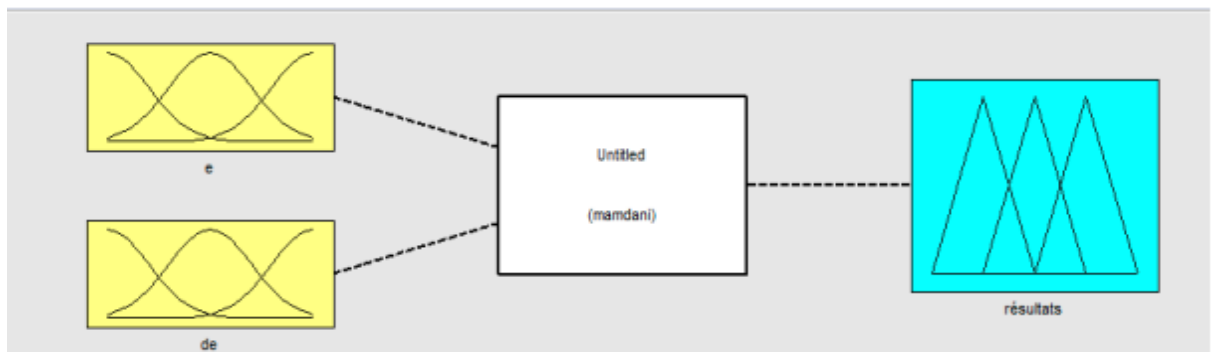 e
de
Untitled
(mamdani)
résultats